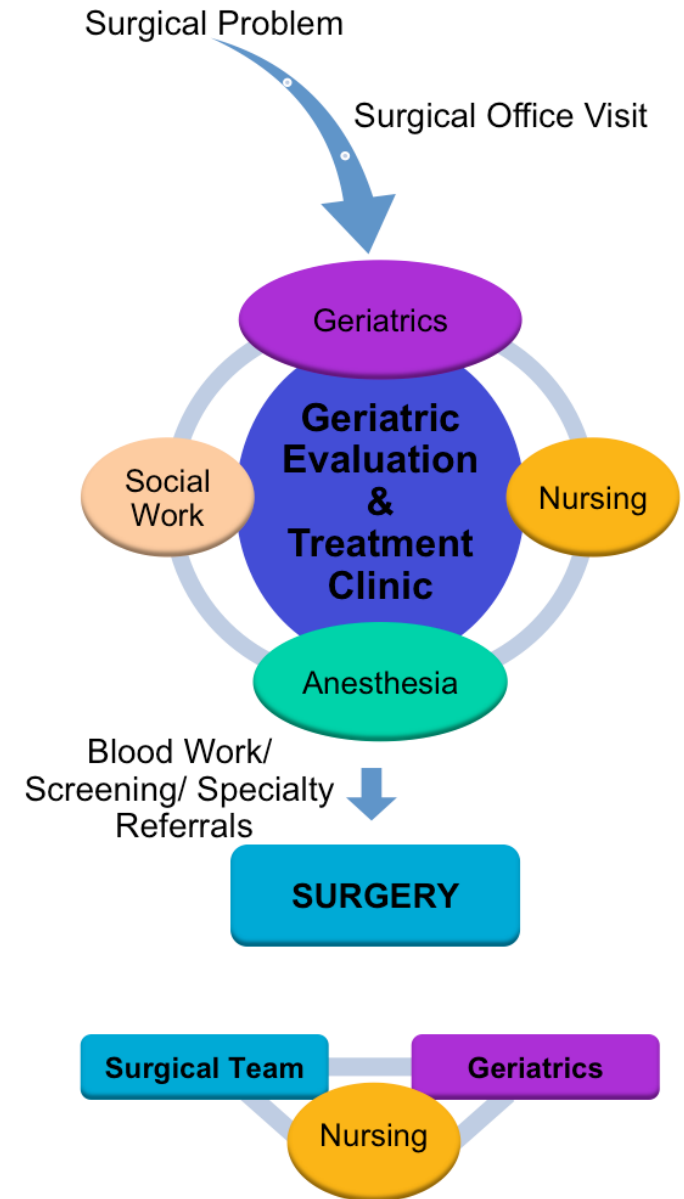 Surgical Problem
Surgical Office Visit
Geriatrics
Geriatric
Evaluation
&
Treatment
Clinic
Social
Work
Nursing
Anesthesia
Blood Work/
Screening/ Specialty
Referrals
SURGERY
Surgical Team
Geriatrics
Nursing